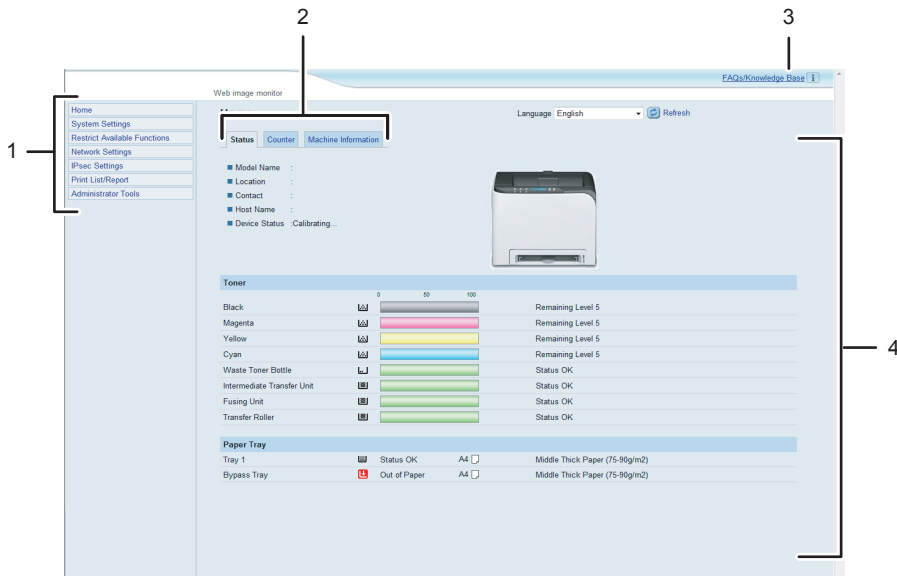 2
3
FAQs/Knowledge Base
Web image monitor
1
Home
System Settings
Restrict Available Functions
Network Settings
IPsec Settings
Print List/Report
Administrator Tools
Language English Refresh
Status Counter Machine Information
Model Name :
Location :
Contact :
Host Name :
Device Status :Calibrating...
4
Toner
0 50 100
Black Remaining Level 5
Magenta Remaining Level 5
Yellow Remaining Level 5
Cyan Remaining Level 5
Waste Toner Bottle Status OK
Intermediate Transfer Unit Status OK
Fusing Unit Status OK
Transfer Roller Status OK
Paper Tray
Tray 1 Status OK A4 Middle Thick Paper (75-90g/m2)
Bypass Tray Out of Paper A4 Middle Thick Paper (75-90g/m2)